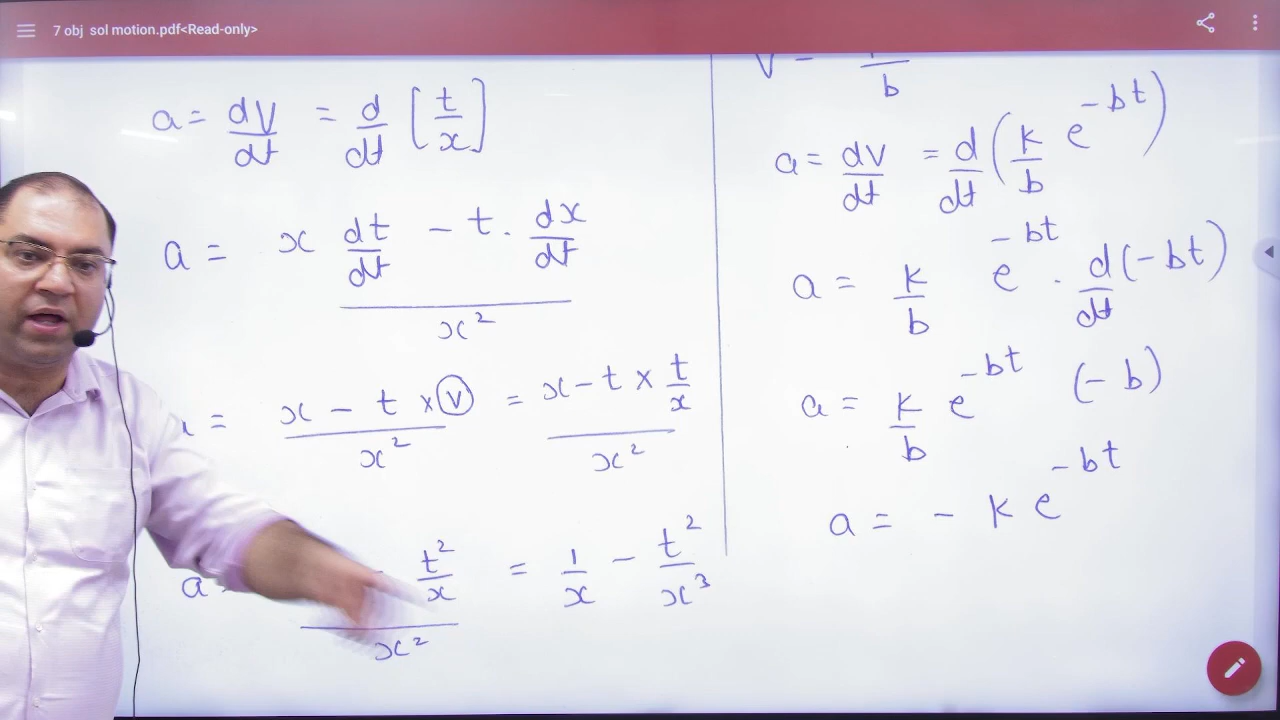 7 obj sol motion.pdf<Read-only>
a = dv/dt = d/dt [t/x]
a = (x dt/dt - t. dx/dt)/x²
= (x - t × v)/x² = (x - t × t/x)/x²
a t²/x / x² = 1/x - t²/x³
v - b
a = dv/dt = d/dt (k/b e^-bt)
a = k/b e^-bt . d/dt (-bt)
a = k/b e^-bt (-b)
a = - k e^-bt